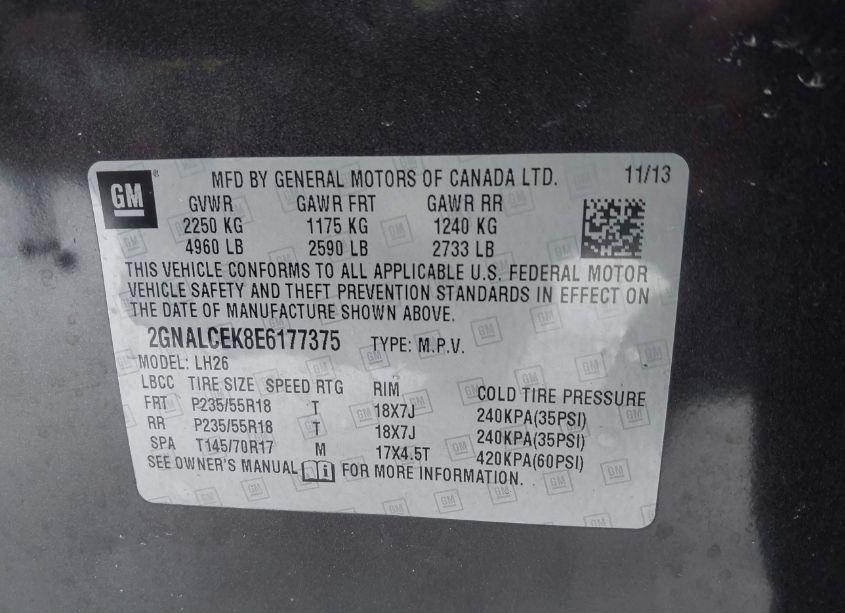 GM ® MFD BY GENERAL MOTORS OF CANADA LTD. 11/13
GVWR GAWR FRT GAWR RR
2250 KG 1175 KG 1240 KG
4960 LB 2590 LB 2733 LB
THIS VEHICLE CONFORMS TO ALL APPLICABLE U.S. FEDERAL MOTOR
VEHICLE SAFETY AND THEFT PREVENTION STANDARDS IN EFFECT ON
THE DATE OF MANUFACTURE SHOWN ABOVE.
2GNALCEK8E6177375 TYPE: M.P.V.
MODEL: LH26
LBCC TIRE SIZE SPEED RTG RIM COLD TIRE PRESSURE
FRT P235/55R18 T 18X7J 240KPA(35PSI)
RR P235/55R18 T 18X7J 240KPA(35PSI)
SPA T145/70R17 M 17X4.5T 420KPA(60PSI)
SEE OWNER'S MANUAL FOR MORE INFORMATION.